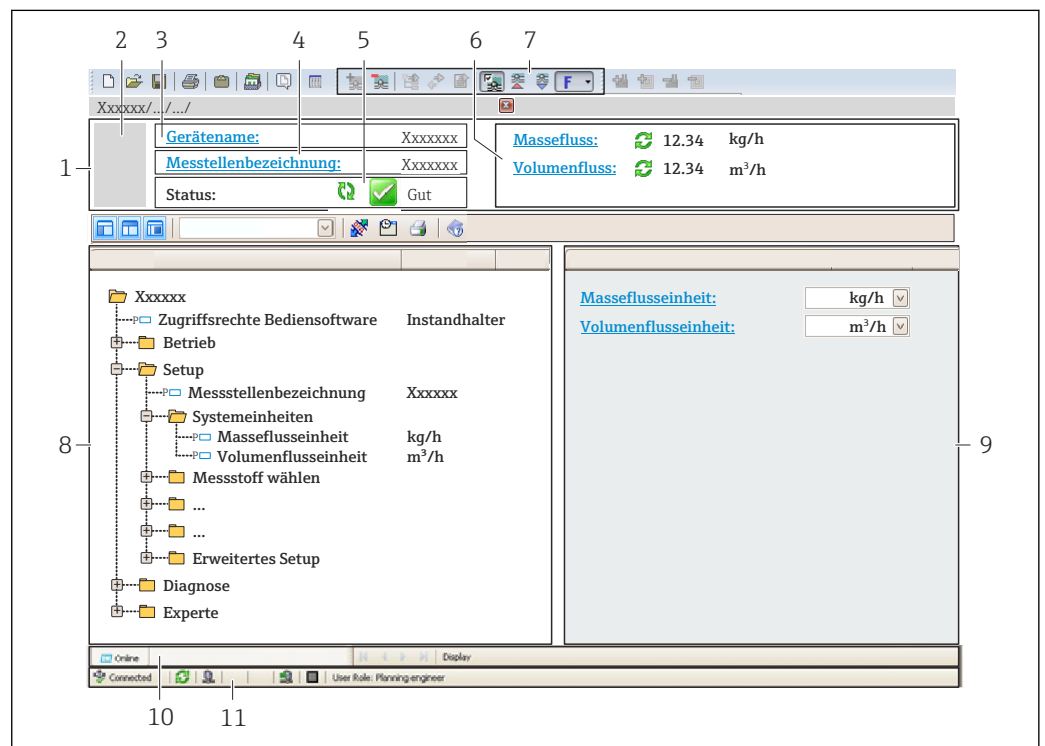 2 3 4 5 6 7
F
Xxxxxx/.../.../
1
Gerätename: Xxxxxxx
Messtellenbezeichnung: Xxxxxxx
Status: Gut
Massefluss: 12.34 kg/h
Volumenfluss: 12.34 m³/h
Xxxxxx
P Zugriffsrechte Bediensoftware Instandhalter
Betrieb
Setup
P Messstellenbezeichnung Xxxxxx
Systemeinheiten
P Masseflusseinheit kg/h
P Volumenflusseinheit m³/h
Messstoff wählen
...
...
Erweitertes Setup
Diagnose
Experte
Masseflusseinheit: kg/h
Volumenflusseinheit: m³/h
8
9
Online Display
Connected User Role: Planning engineer
10 11